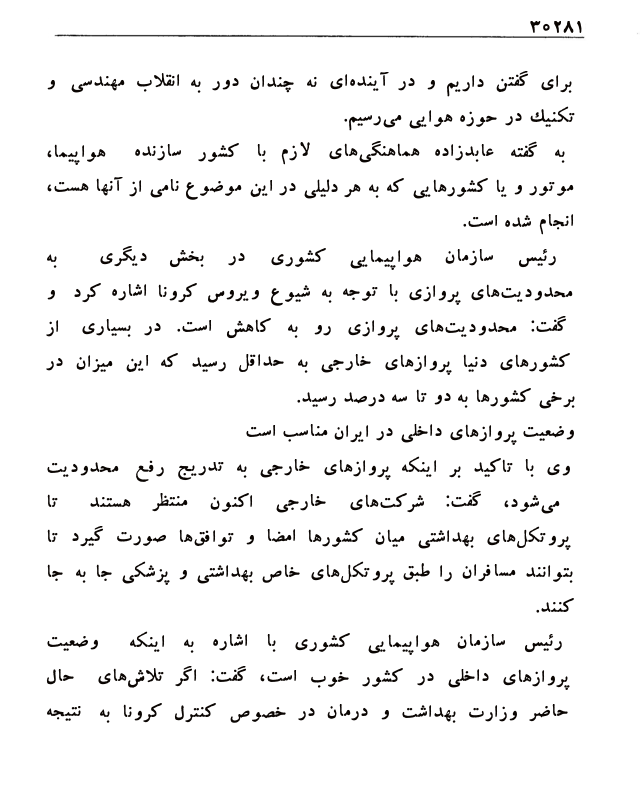 ۳۰۲۸۱
برای گفتن داریم و در آینده‌ای نه چندان دور به انقلاب مهندسی و
تکنیك در حوزه هوایی می‌رسیم.
به گفته عابدزاده هماهنگی‌های لازم با کشور سازنده هواپیما،
موتور و یا کشورهایی که به هر دلیلی در این موضوع نامی از آنها هست،
انجام شده است.
رئیس سازمان هواپیمایی کشوری در بخش دیگری به
محدودیت‌های پروازی با توجه به شیوع ویروس کرونا اشاره کرد و
گفت: محدودیت‌های پروازی رو به کاهش است. در بسیاری از
کشورهای دنیا پروازهای خارجی به حداقل رسید که این میزان در
برخی کشورها به دو تا سه درصد رسید.
وضعیت پروازهای داخلی در ایران مناسب است
وی با تاکید بر اینکه پروازهای خارجی به تدریج رفع محدودیت
می‌شود، گفت: شرکت‌های خارجی اکنون منتظر هستند تا
پروتکل‌های بهداشتی میان کشورها امضا و توافق‌ها صورت گیرد تا
بتوانند مسافران را طبق پروتکل‌های خاص بهداشتی و پزشکی جا به جا
کنند.
رئیس سازمان هواپیمایی کشوری با اشاره به اینکه وضعیت
پروازهای داخلی در کشور خوب است، گفت: اگر تلاش‌های حال
حاضر وزارت بهداشت و درمان در خصوص کنترل کرونا به نتیجه